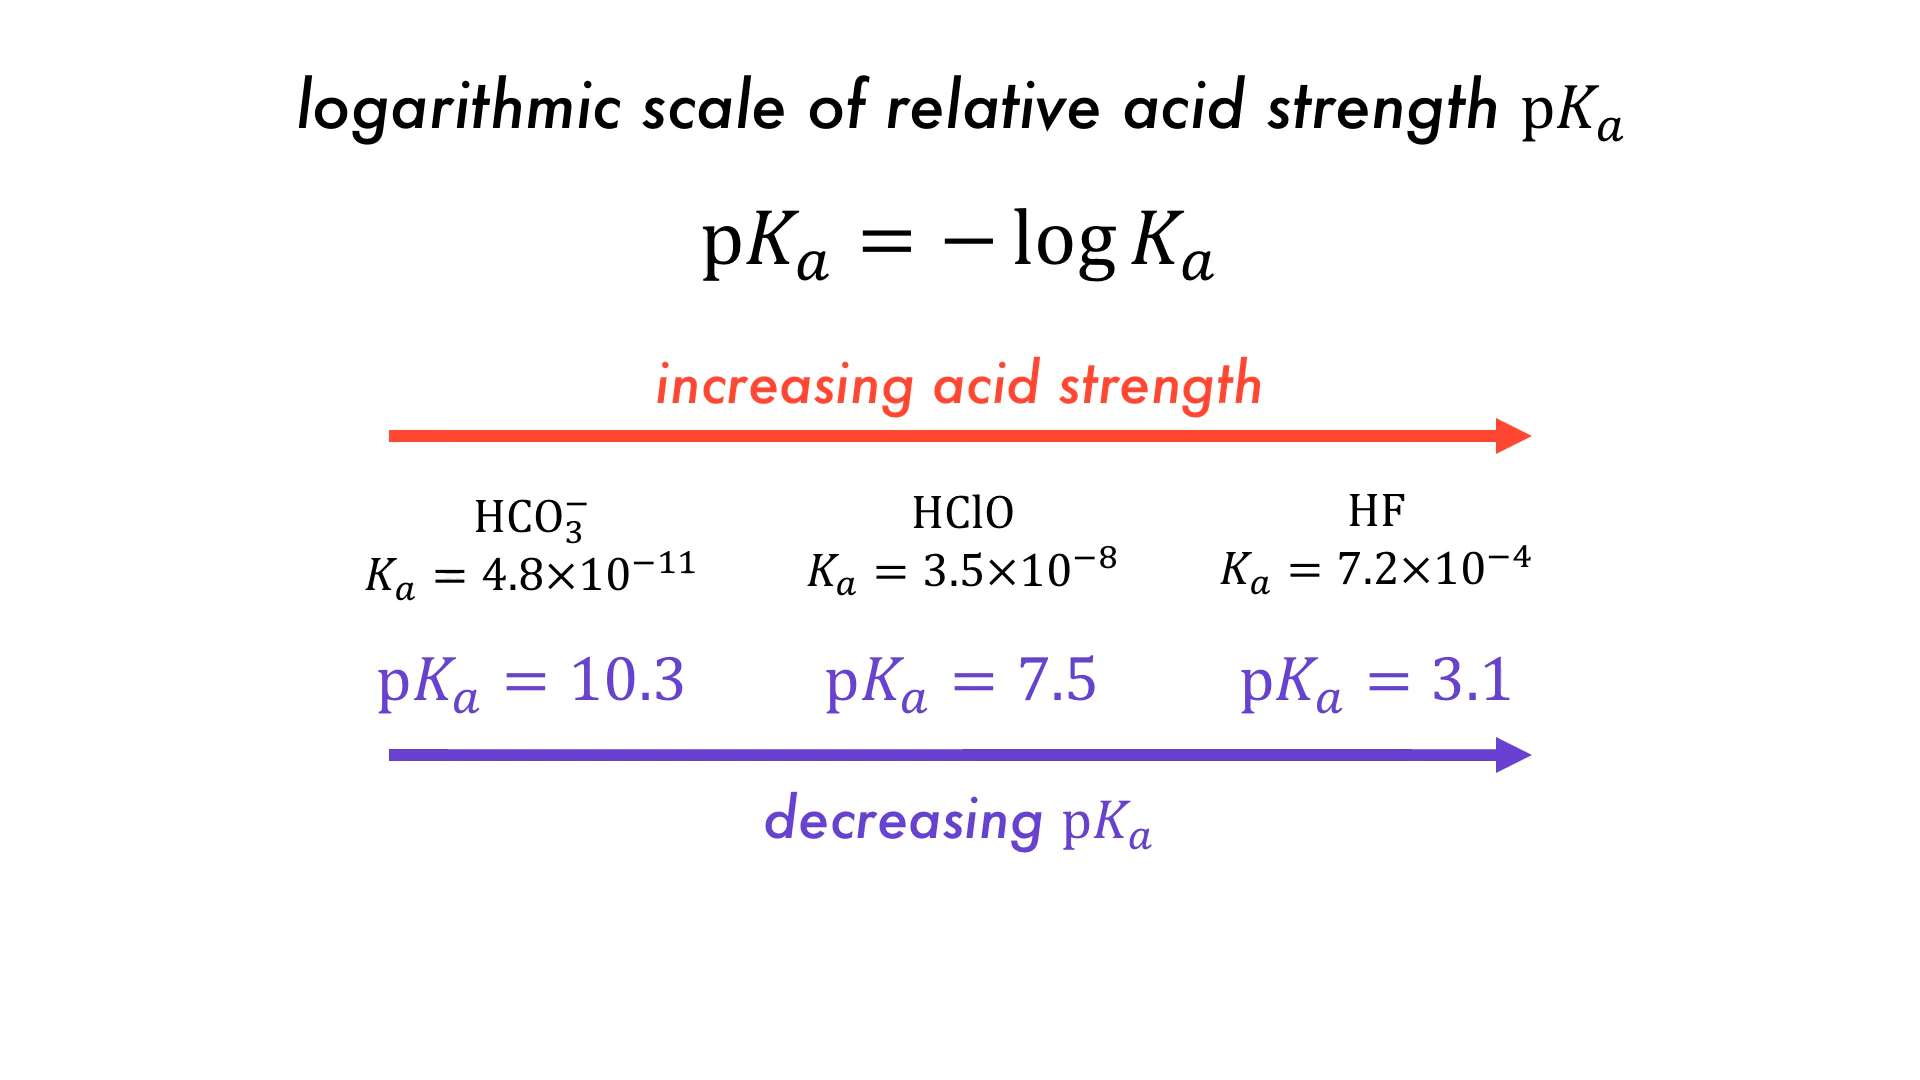 logarithmic scale of relative acid strength pKₐ
pKₐ = − log Kₐ
increasing acid strength
HCO₃⁻ HClO HF
Kₐ = 4.8×10⁻¹¹ Kₐ = 3.5×10⁻⁸ Kₐ = 7.2×10⁻⁴
pKₐ = 10.3 pKₐ = 7.5 pKₐ = 3.1
decreasing pKₐ